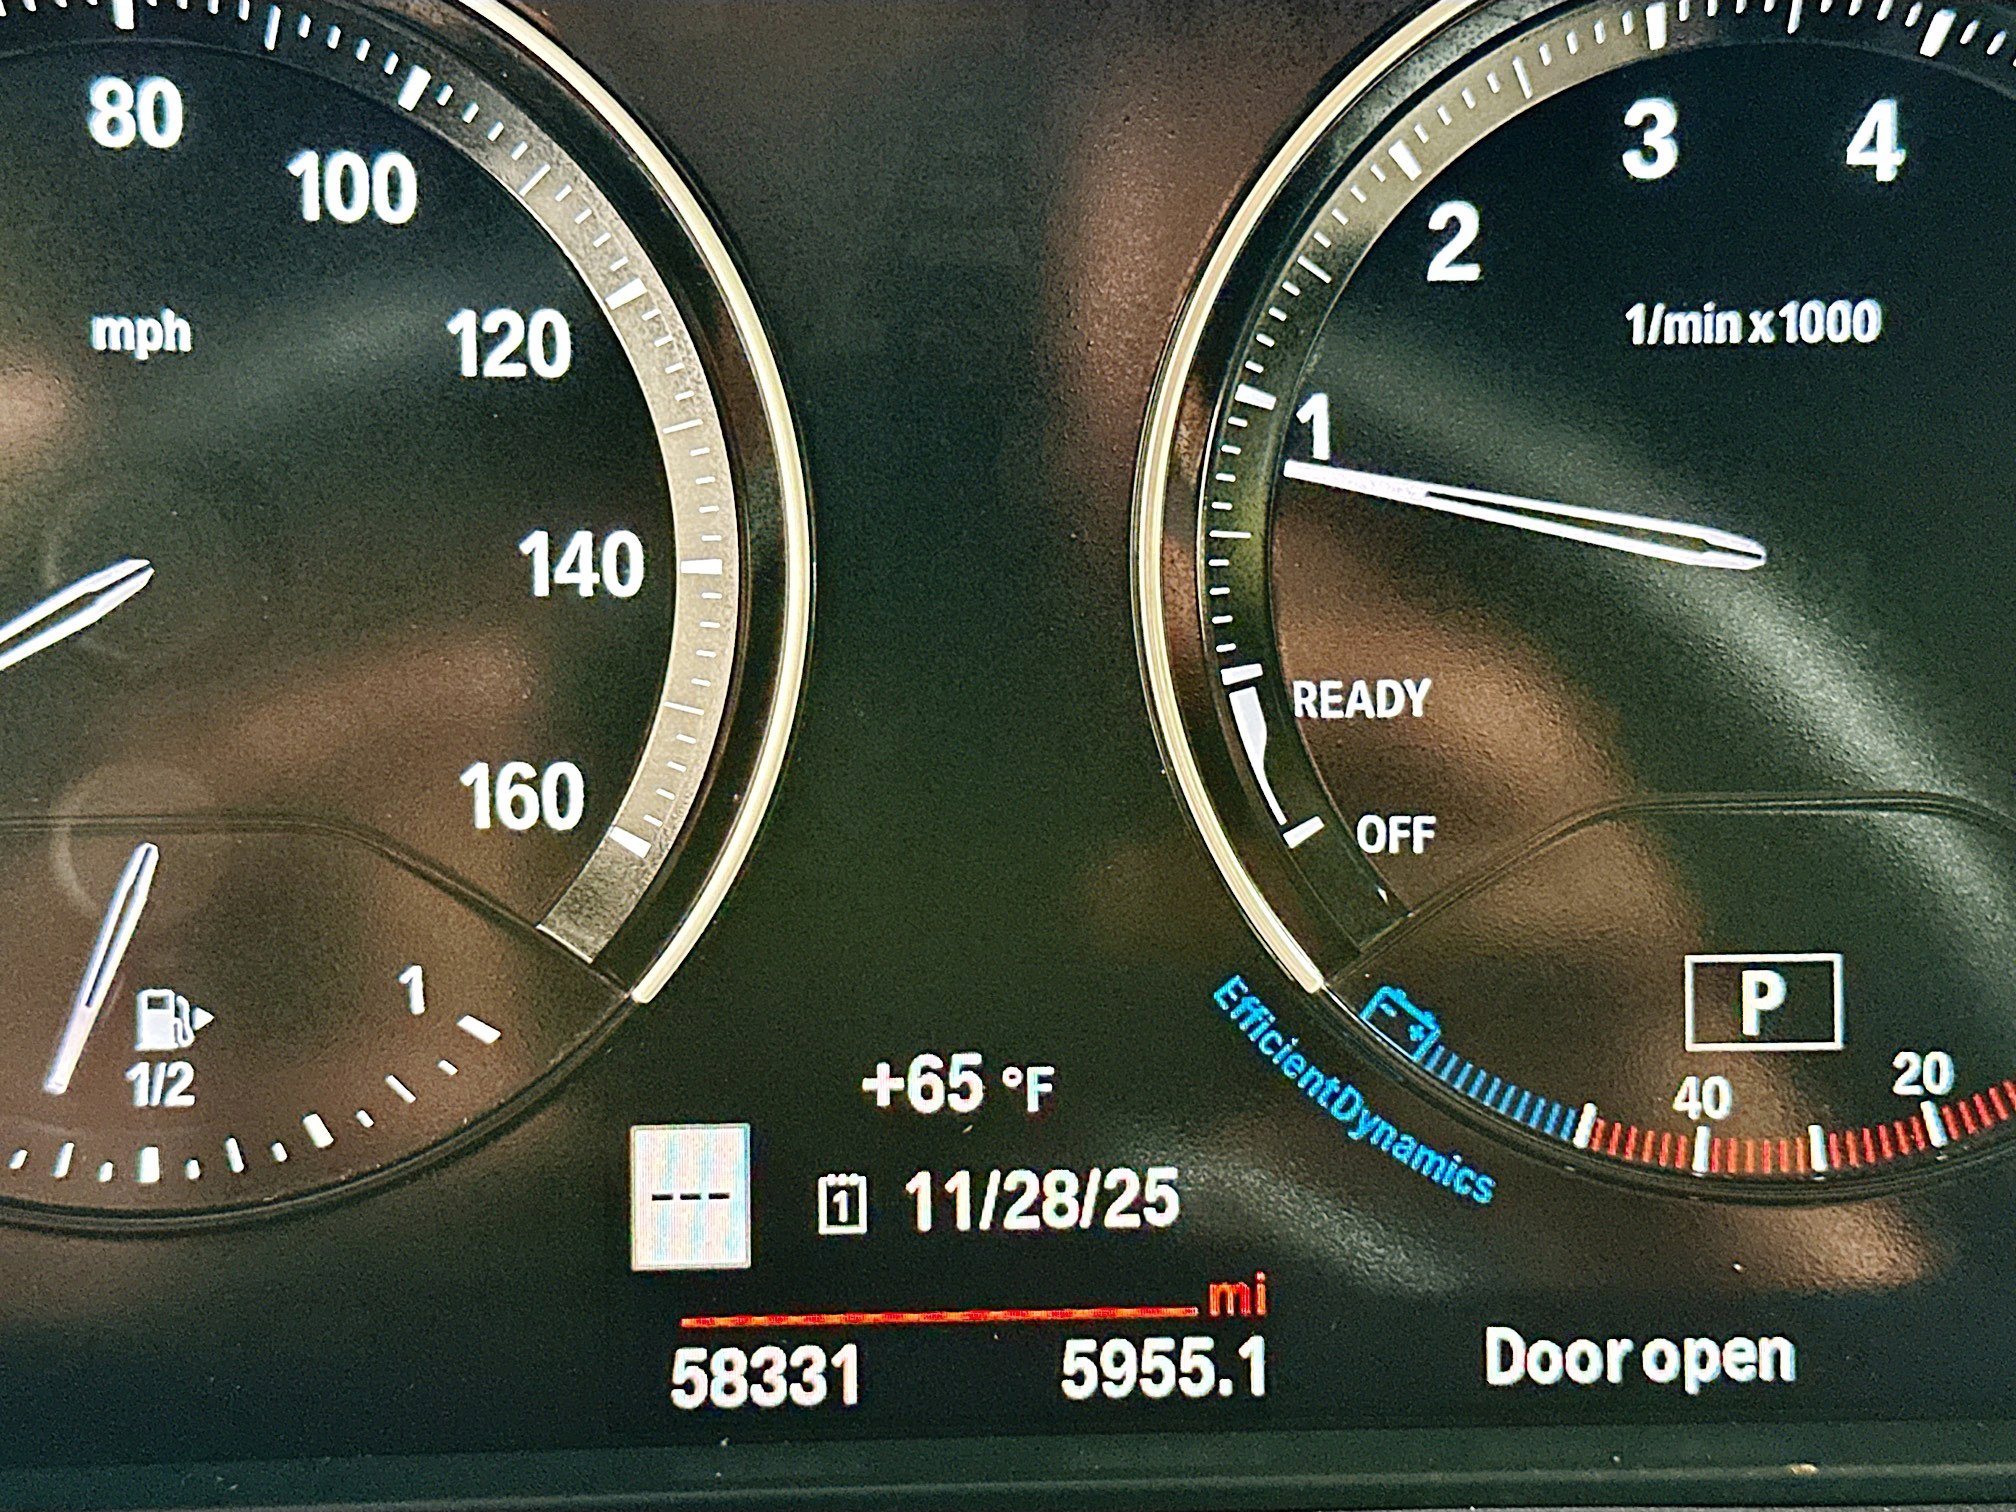 80
100
mph
120
140
160
1
1/2
3
4
2
1/min x1000
1
READY
OFF
P
40
20
EfficientDynamics
+65 °F
---
1
11/28/25
mi
58331
5955.1
Door open